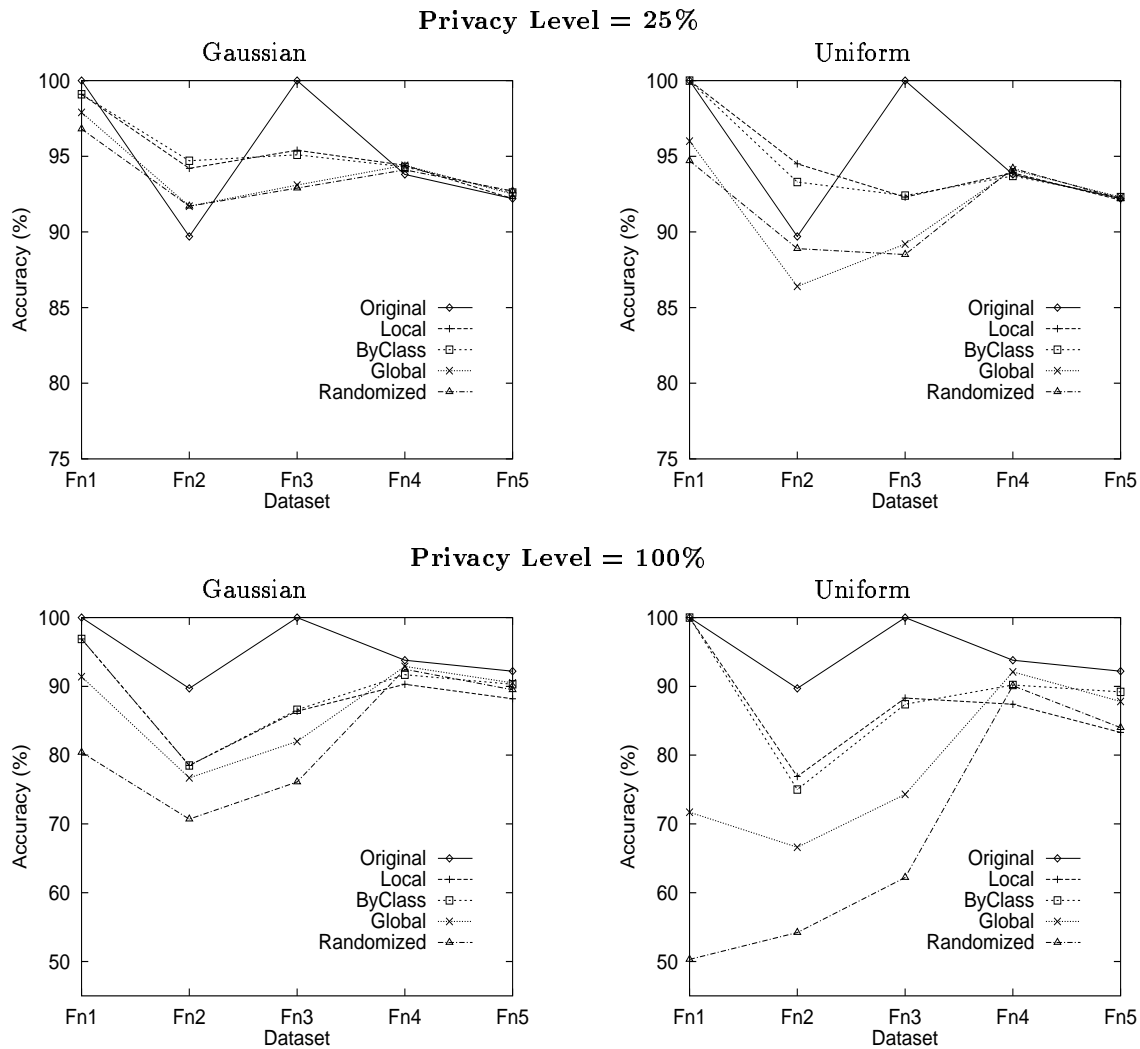 Privacy Level = 25%
Gaussian
100
95
90
85
80
75
Accuracy (%)
Original
Local
ByClass
Global
Randomized
Fn1 Fn2 Fn3 Fn4 Fn5
Dataset
Uniform
100
95
90
85
80
75
Accuracy (%)
Original
Local
ByClass
Global
Randomized
Fn1 Fn2 Fn3 Fn4 Fn5
Dataset
Privacy Level = 100%
Gaussian
100
90
80
70
60
50
Accuracy (%)
Original
Local
ByClass
Global
Randomized
Fn1 Fn2 Fn3 Fn4 Fn5
Dataset
Uniform
100
90
80
70
60
50
Accuracy (%)
Original
Local
ByClass
Global
Randomized
Fn1 Fn2 Fn3 Fn4 Fn5
Dataset